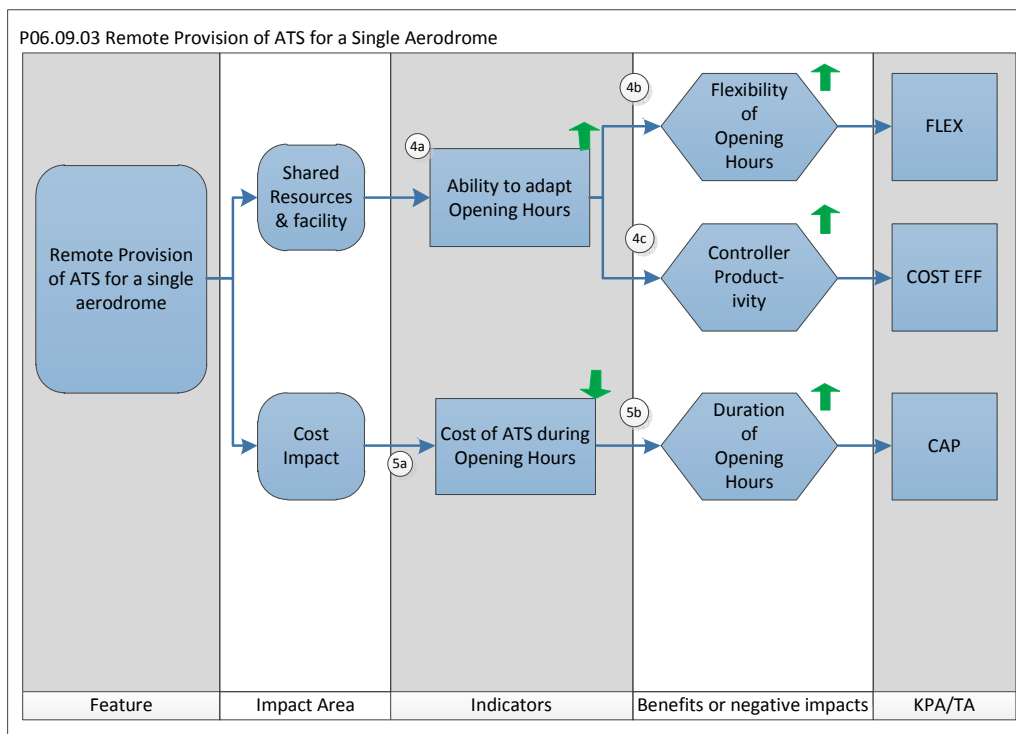 P06.09.03 Remote Provision of ATS for a Single Aerodrome
Remote Provision
of ATS for a single
aerodrome
Shared
Resources
& facility
4a
Ability to adapt
Opening Hours
4b
Flexibility
of
Opening
Hours
FLEX
4c
Controller
Product-
ivity
COST EFF
Cost
Impact
5a
Cost of ATS during
Opening Hours
5b
Duration
of
Opening
Hours
CAP
Feature
Impact Area
Indicators
Benefits or negative impacts
KPA/TA